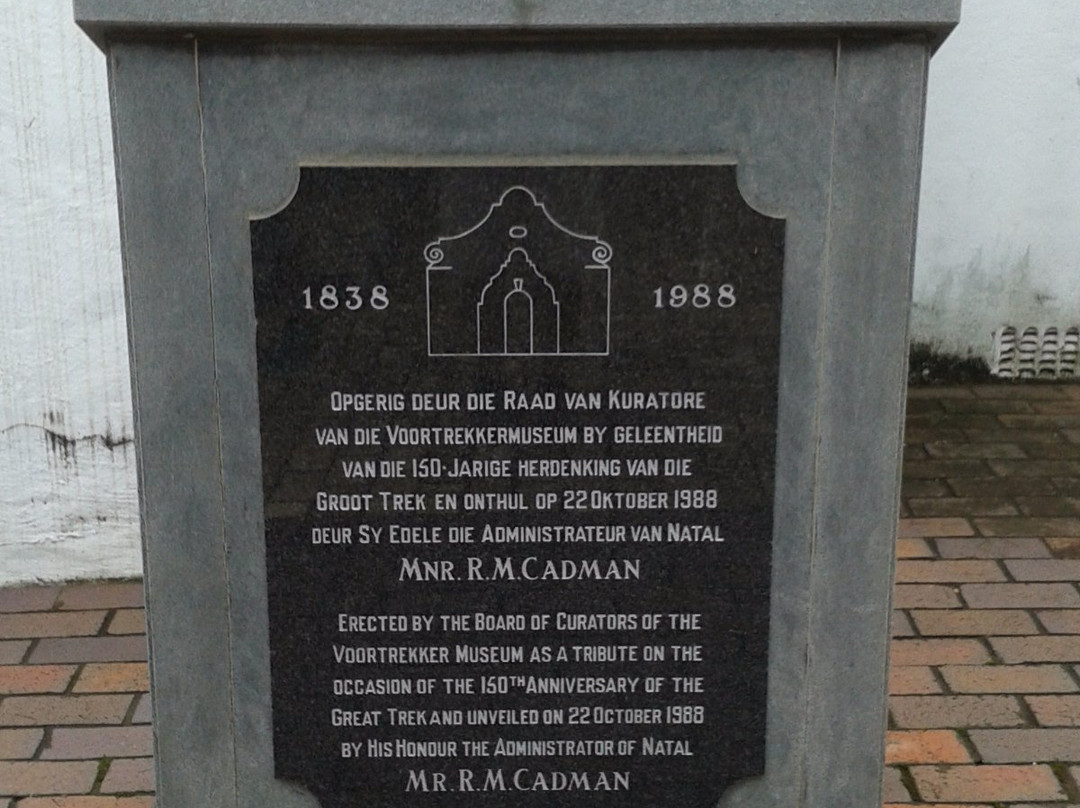 1838 1988
OPGERIG DEUR DIE RAAD VAN KURATORE
VAN DIE VOORTREKKERMUSEUM BY GELEENTHEID
VAN DIE 150-JARIGE HERDENKING VAN DIE
GROOT TREK EN ONTHUL OP 22 OKTOBER 1988
DEUR SY EDELE DIE ADMINISTRATEUR VAN NATAL
MNR. R.M. CADMAN
ERECTED BY THE BOARD OF CURATORS OF THE
VOORTREKKER MUSEUM AS A TRIBUTE ON THE
OCCASION OF THE 150TH ANNIVERSARY OF THE
GREAT TREK AND UNVEILED ON 22 OCTOBER 1988
BY HIS HONOUR THE ADMINISTRATOR OF NATAL
MR. R.M. CADMAN